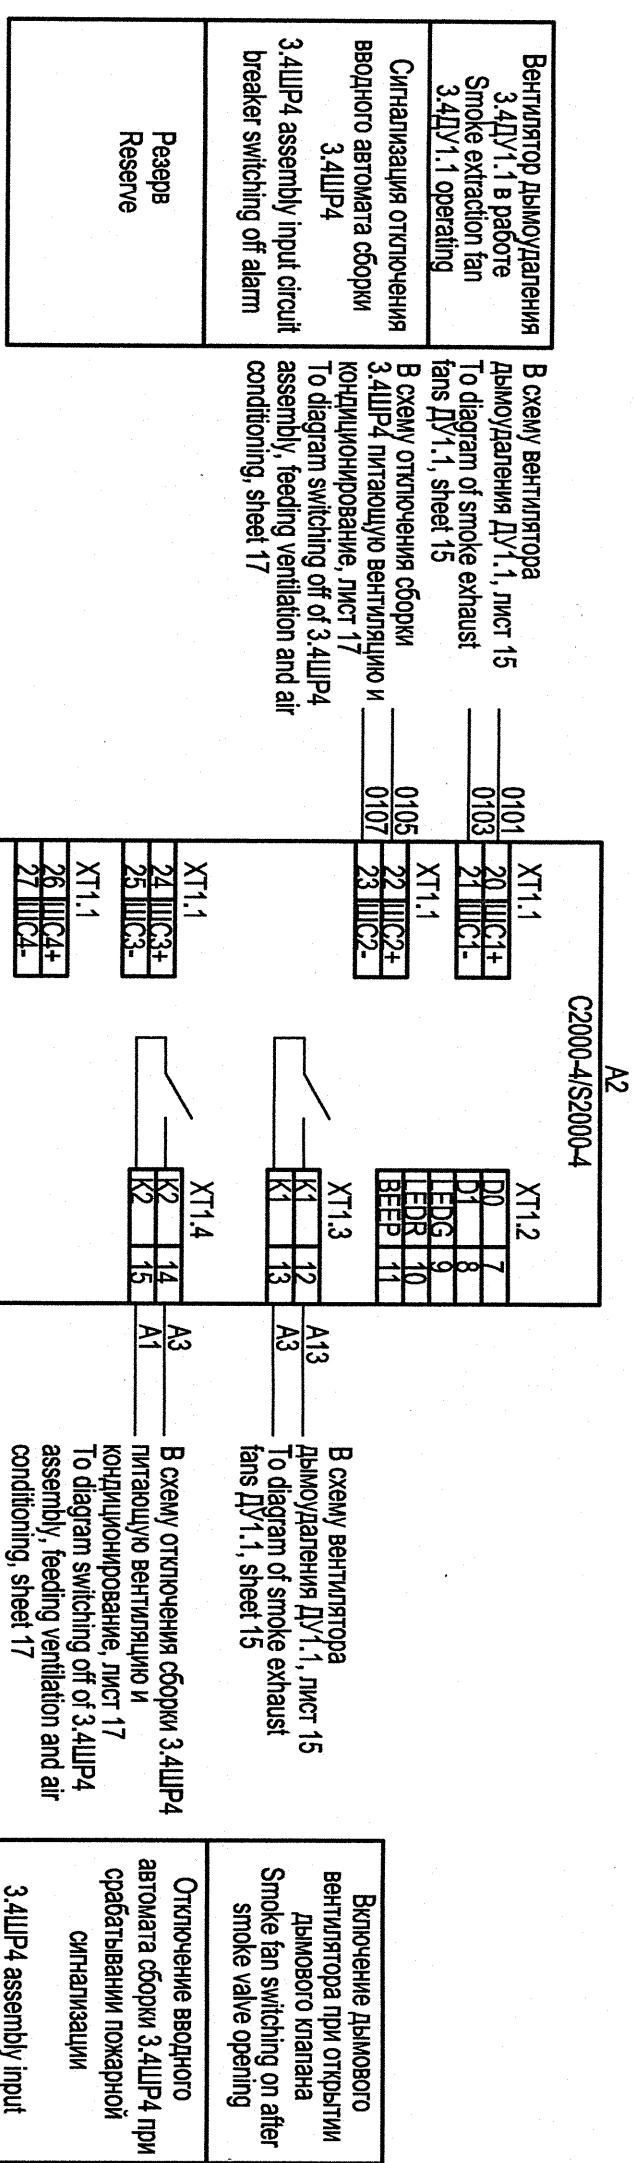 A2
C2000-4/S2000-4
Вентилятор дымоудаления
3.4ДУ1.1 в работе
Smoke extraction fan
3.4ДУ1.1 operating
Сигнализация отключения
вводного автомата сборки
3.4ШР4
3.4ШР4 assembly input circuit
breaker switching off alarm
Резерв
Reserve
В схему вентилятора
дымоудаления ДУ1.1, лист 15
To diagram of smoke exhaust
fans ДУ1.1, sheet 15
В схему отключения сборки
3.4ШР4 питающую вентиляцию и
кондиционирование, лист 17
To diagram switching off of 3.4ШР4
assembly, feeding ventilation and air
conditioning, sheet 17
0101
0103
0105
0107
XT1.1
20 ШС1+
21 ШС1-
XT1.1
22 ШС2+
23 ШС2-
XT1.1
24 ШС3+
25 ШС3-
XT1.1
26 ШС4+
27 ШС4-
XT1.2
D0 7
D1 8
LEDG 9
LEDR 10
BEEP 11
XT1.3
K1 12
K1 13
XT1.4
K2 14
K2 15
A13
A3
A3
A1
В схему вентилятора
дымоудаления ДУ1.1, лист 15
To diagram of smoke exhaust
fans ДУ1.1, sheet 15
В схему отключения сборки 3.4ШР4
питающую вентиляцию и
кондиционирование, лист 17
To diagram switching off of 3.4ШР4
assembly, feeding ventilation and air
conditioning, sheet 17
Включение дымового
вентилятора при открытии
дымового клапана
Smoke fan switching on after
smoke valve opening
Отключение вводного
автомата сборки 3.4ШР4 при
срабатывании пожарной
сигнализации
3.4ШР4 assembly input